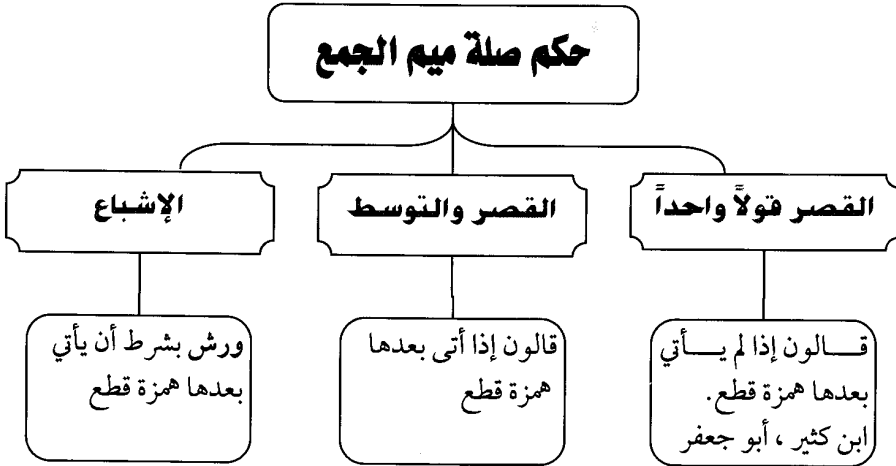 حكم صلة ميم الجمع
القصر قولاً واحداً
القصر والتوسط
الإشباع
قـــالون إذا لم يـــأتي
بعدها همزة قطع.
ابن كثير ، أبو جعفر
قالون إذا أتى بعدها
همزة قطع
ورش بشرط أن يأتي
بعدها همزة قطع